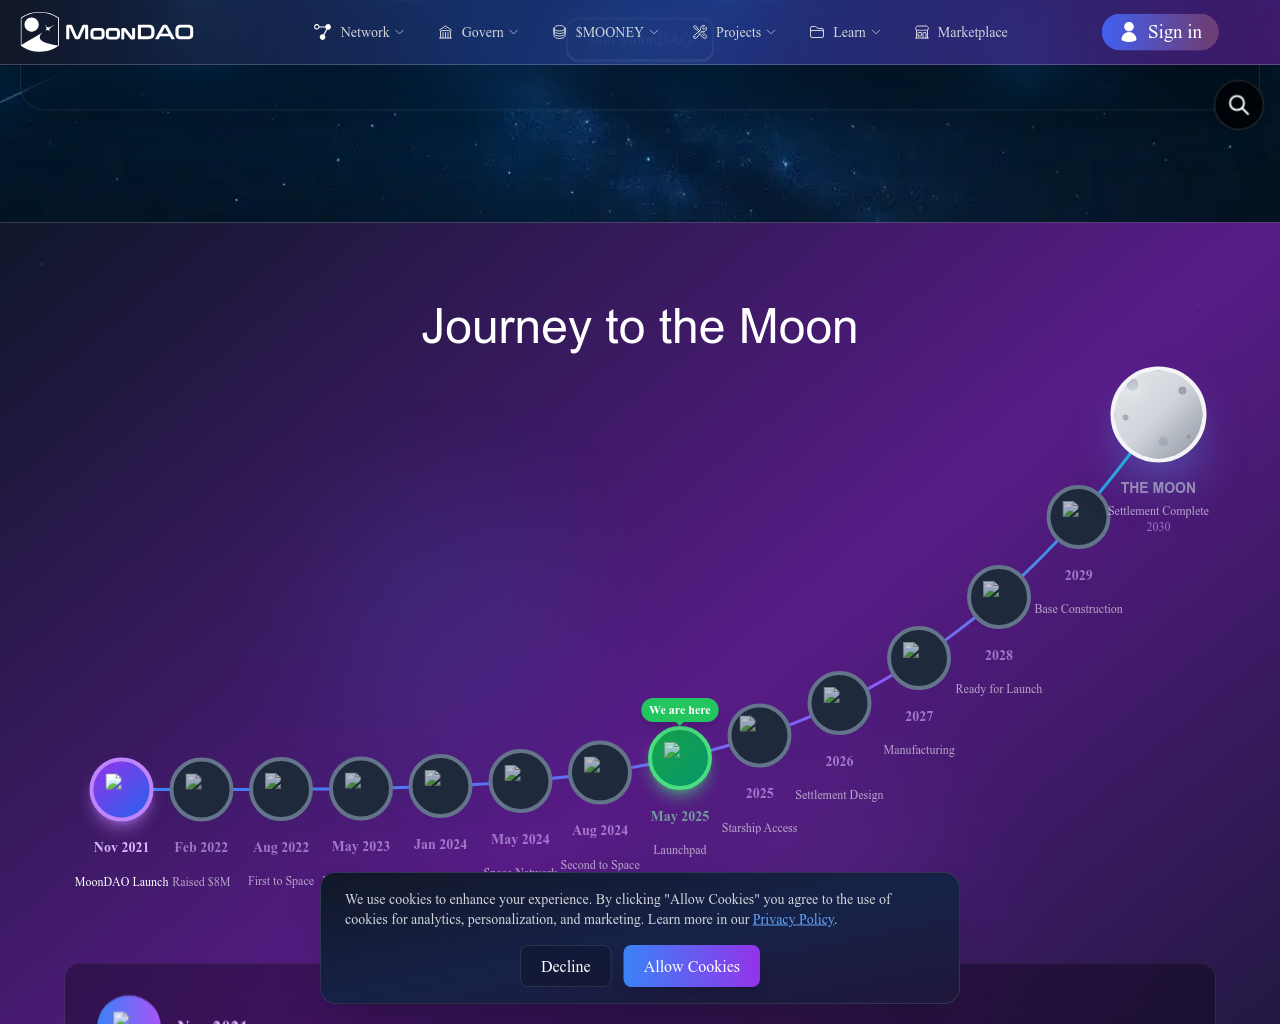 MoonDAO
Network
Govern
$MOONEY
Projects
Learn
Marketplace
Sign in
Journey to the Moon
THE MOON
Settlement Complete
2030
2029
Base Construction
2028
Ready for Launch
2027
Manufacturing
2026
Settlement Design
2025
Starship Access
We are here
May 2025
Launchpad
Aug 2024
Second to Space
May 2024
Space Network
Jan 2024
May 2023
Aug 2022
First to Space
Feb 2022
Raised $8M
Nov 2021
MoonDAO Launch
We use cookies to enhance your experience. By clicking "Allow Cookies" you agree to the use of
cookies for analytics, personalization, and marketing. Learn more in our Privacy Policy.
Decline
Allow Cookies
Nov 2021